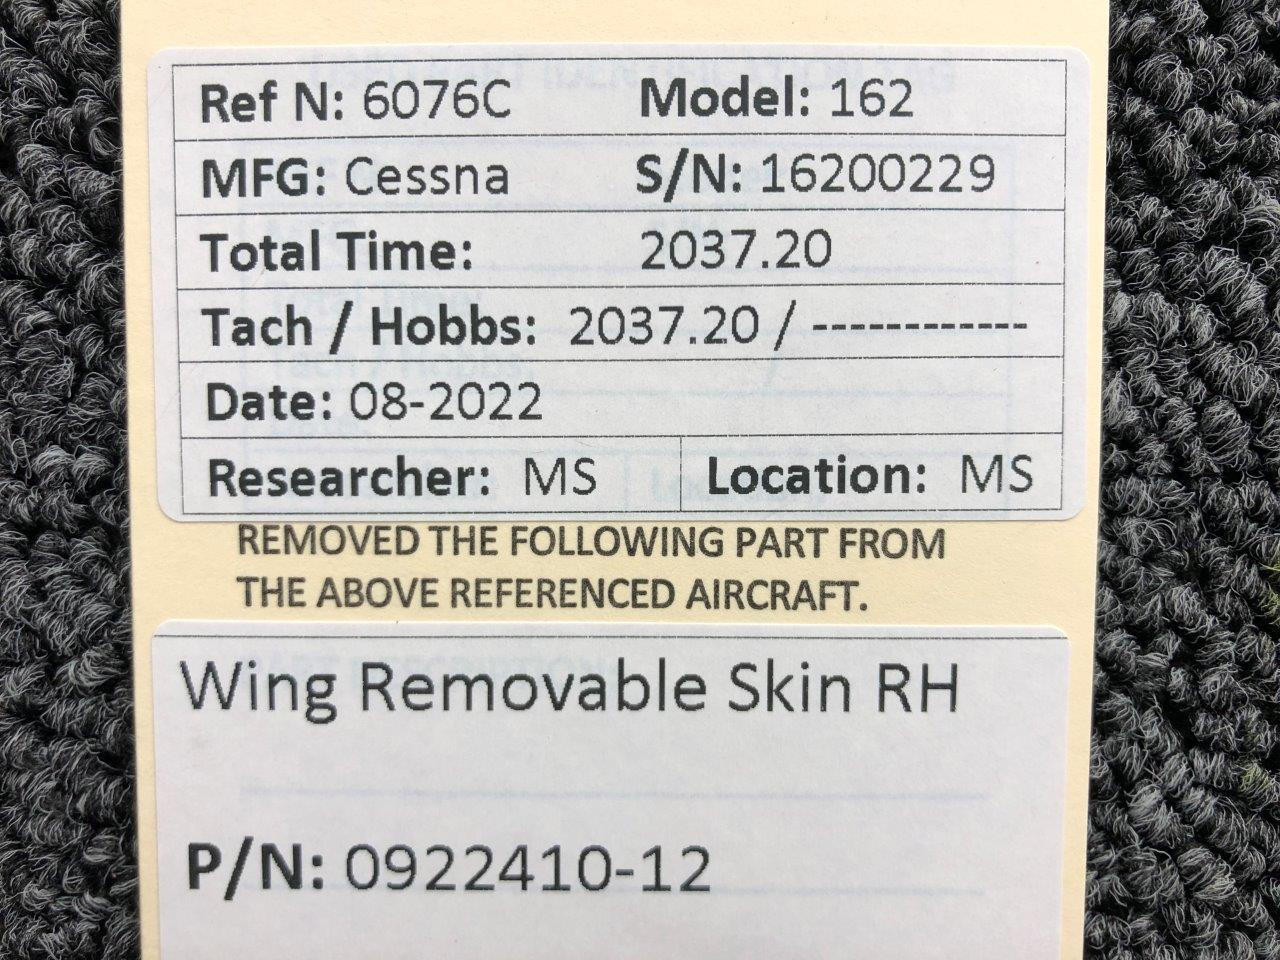 Ref N: 6076C Model: 162
MFG: Cessna S/N: 16200229
Total Time: 2037.20
Tach / Hobbs: 2037.20 / ------------
Date: 08-2022
Researcher: MS Location: MS
REMOVED THE FOLLOWING PART FROM
THE ABOVE REFERENCED AIRCRAFT.
Wing Removable Skin RH
P/N: 0922410-12